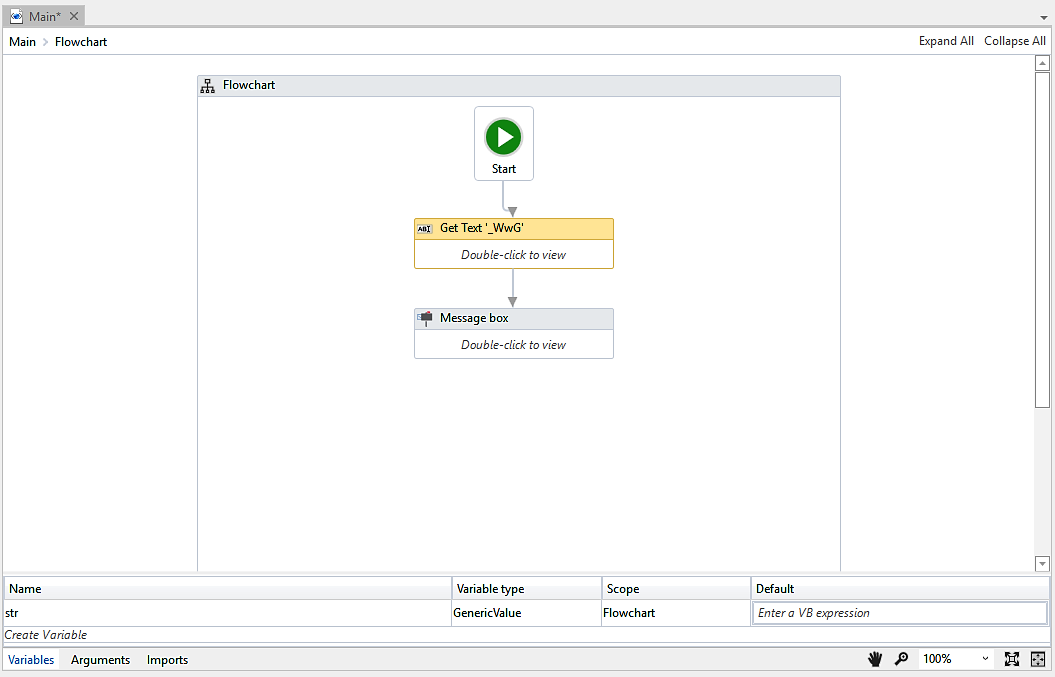 Main*
Main Flowchart Expand All Collapse All
Flowchart
Start
ABI Get Text '_WwG'
Double-click to view
Message box
Double-click to view
Name Variable type Scope Default
str GenericValue Flowchart Enter a VB expression
Create Variable
Variables Arguments Imports 100%